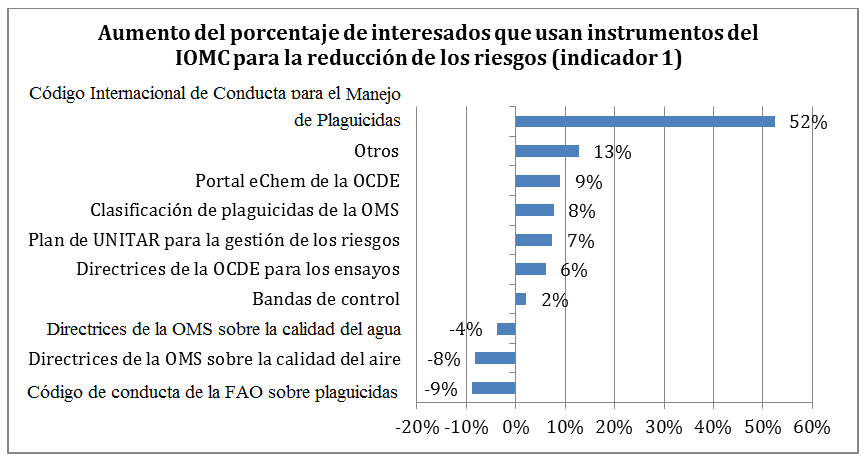 Aumento del porcentaje de interesados que usan instrumentos del
IOMC para la reducción de los riesgos (indicador 1)
Código Internacional de Conducta para el Manejo
de Plaguicidas 52%
Otros 13%
Portal eChem de la OCDE 9%
Clasificación de plaguicidas de la OMS 8%
Plan de UNITAR para la gestión de los riesgos 7%
Directrices de la OCDE para los ensayos 6%
Bandas de control 2%
Directrices de la OMS sobre la calidad del agua -4%
Directrices de la OMS sobre la calidad del aire -8%
Código de conducta de la FAO sobre plaguicidas -9%
-20% -10% 0% 10% 20% 30% 40% 50% 60%